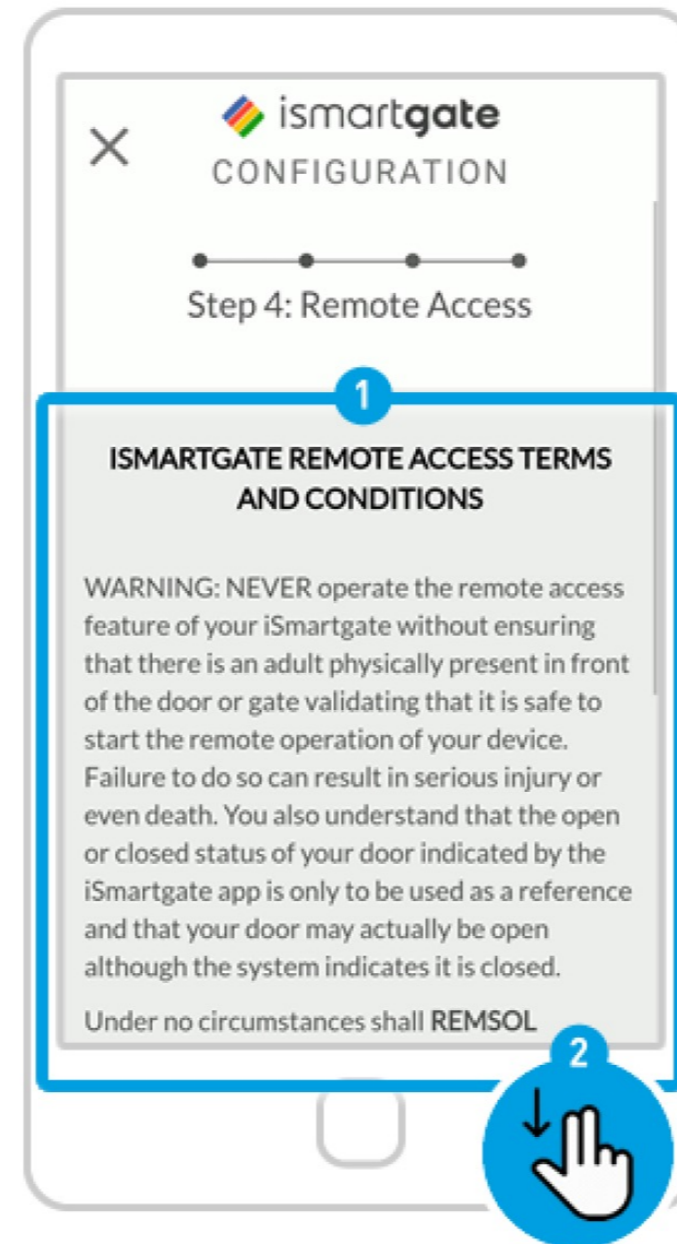 ismartgate
CONFIGURATION
Step 4: Remote Access
1
ISMARTGATE REMOTE ACCESS TERMS
AND CONDITIONS
WARNING: NEVER operate the remote access
feature of your iSmartgate without ensuring
that there is an adult physically present in front
of the door or gate validating that it is safe to
start the remote operation of your device.
Failure to do so can result in serious injury or
even death. You also understand that the open
or closed status of your door indicated by the
iSmartgate app is only to be used as a reference
and that your door may actually be open
although the system indicates it is closed.
Under no circumstances shall REMSOL
2